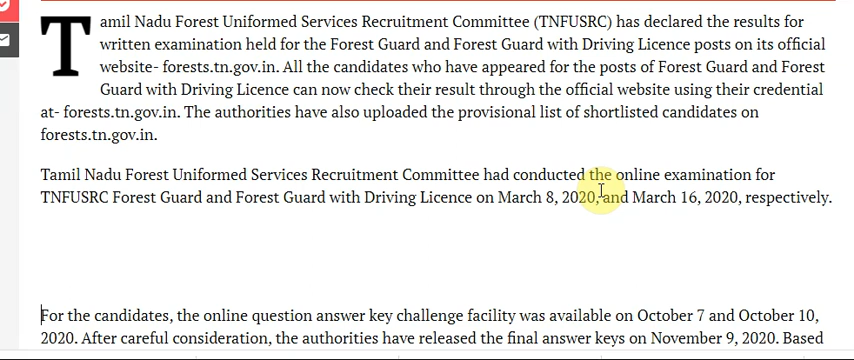 Tamil Nadu Forest Uniformed Services Recruitment Committee (TNFUSRC) has declared the results for
written examination held for the Forest Guard and Forest Guard with Driving Licence posts on its official
website- forests.tn.gov.in. All the candidates who have appeared for the posts of Forest Guard and Forest
Guard with Driving Licence can now check their result through the official website using their credential
at- forests.tn.gov.in. The authorities have also uploaded the provisional list of shortlisted candidates on
forests.tn.gov.in.
Tamil Nadu Forest Uniformed Services Recruitment Committee had conducted the online examination for
TNFUSRC Forest Guard and Forest Guard with Driving Licence on March 8, 2020, and March 16, 2020, respectively.
For the candidates, the online question answer key challenge facility was available on October 7 and October 10,
2020. After careful consideration, the authorities have released the final answer keys on November 9, 2020. Based